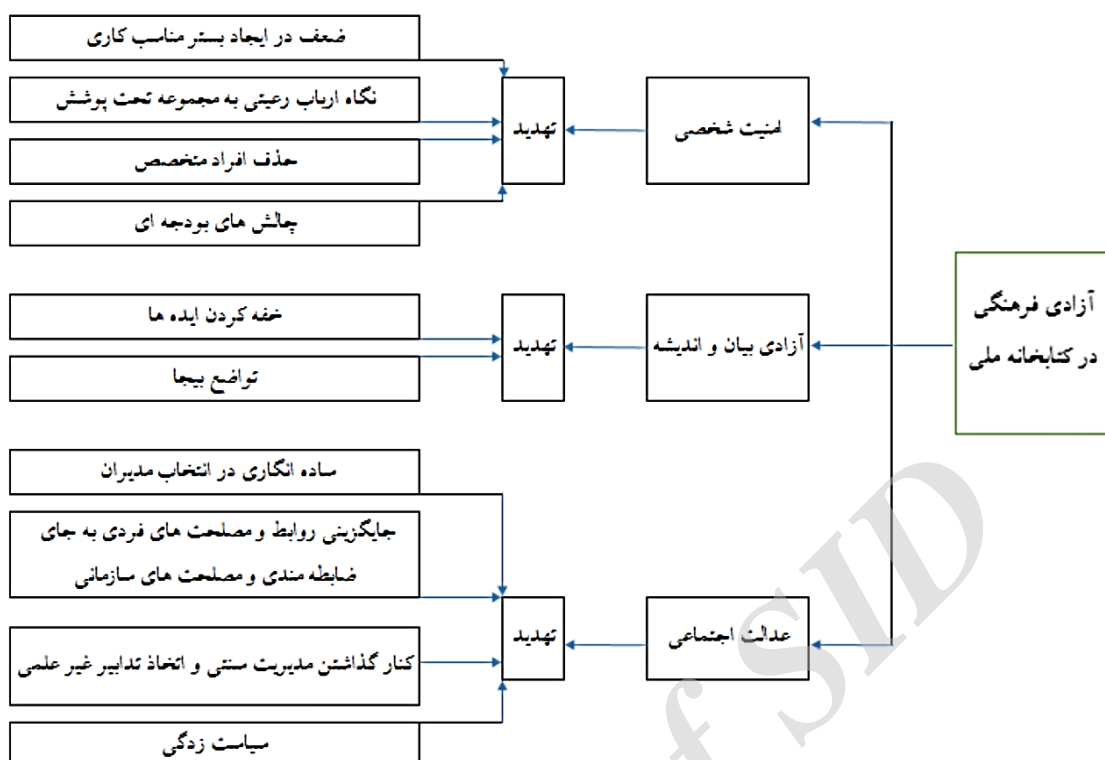 آزادی فرهنگی
در کتابخانه ملی
امنیت شخصی
تهدید
ضعف در ایجاد بستر مناسب کاری
نگاه ارباب رعیتی به مجموعه تحت پوشش
حذف افراد متخصص
چالش های بودجه ای
آزادی بیان و اندیشه
تهدید
خفه کردن ایده ها
تواضع بیجا
عدالت اجتماعی
تهدید
ساده انگاری در انتخاب مدیران
جایگزینی روابط و مصلحت های فردی به جای
ضابطه مندی و مصلحت های سازمانی
کنار گذاشتن مدیریت سنتی و اتخاذ تدابیر غیر علمی
سیاست زدگی
f SID